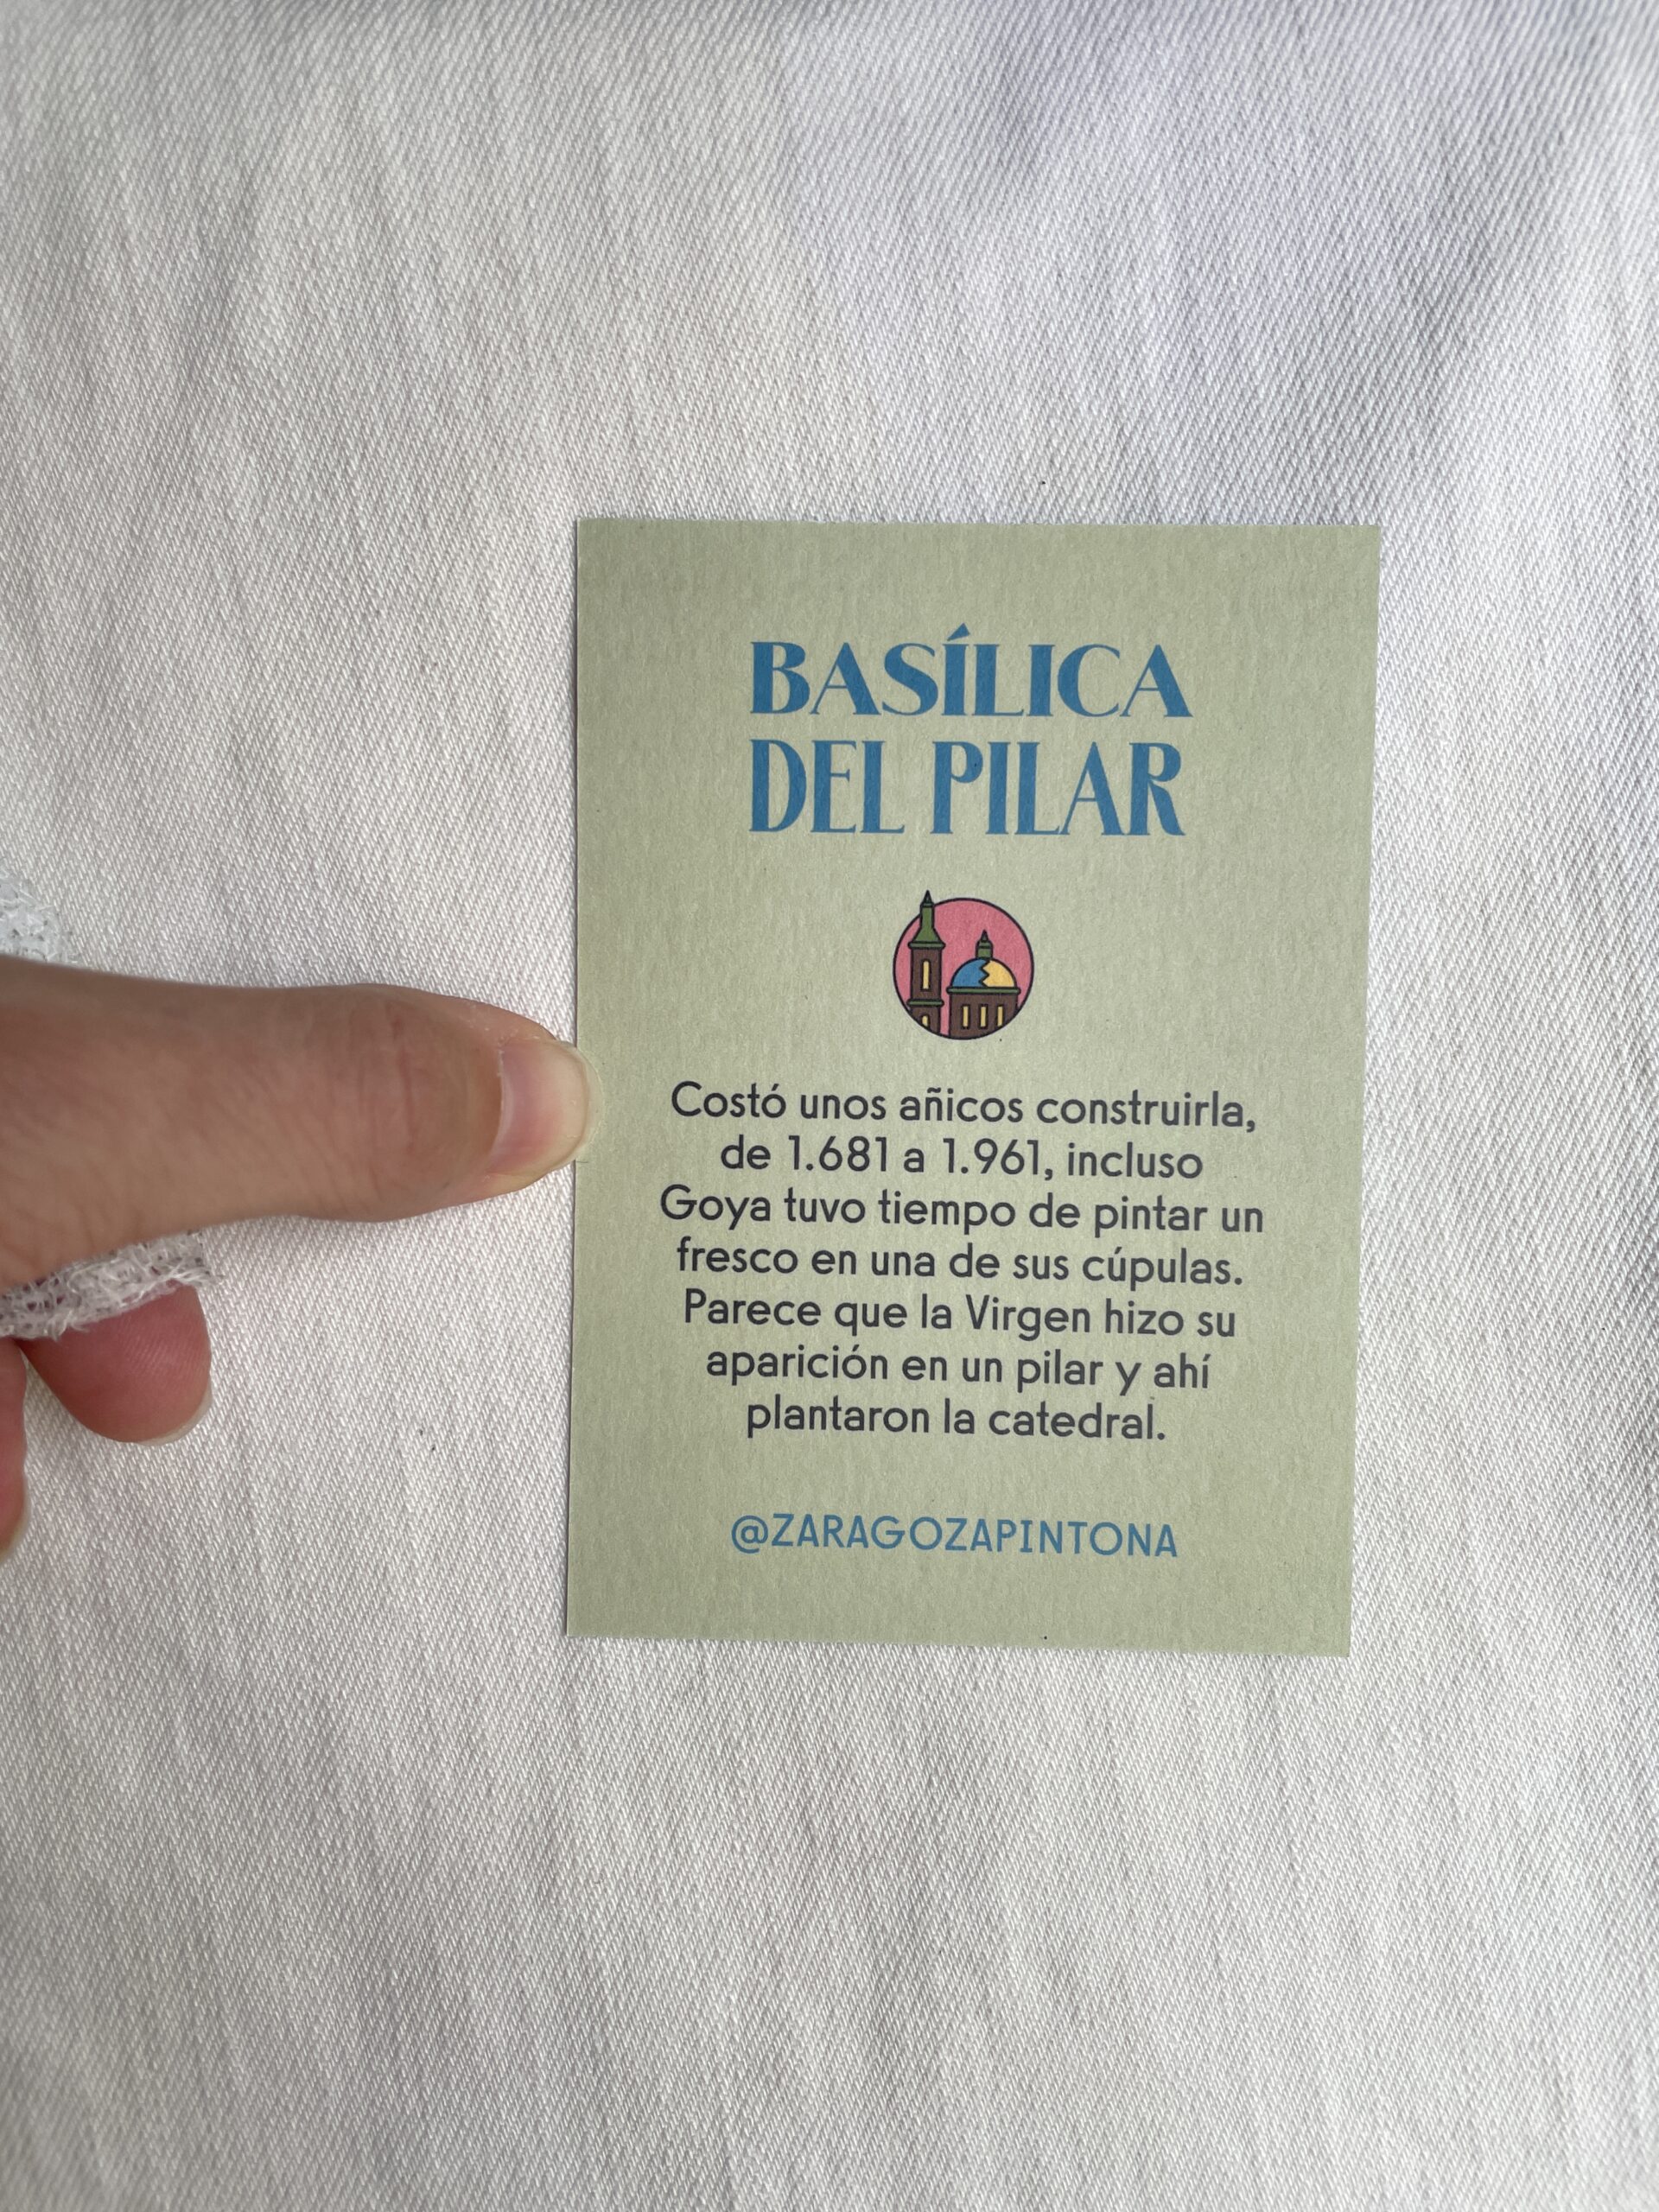 BASÍLICA
DEL PILAR
Costó unos añicos construirla,
de 1.681 a 1.961, incluso
Goya tuvo tiempo de pintar un
fresco en una de sus cúpulas.
Parece que la Virgen hizo su
aparición en un pilar y ahí
plantaron la catedral.
@ZARAGOZAPINTONA